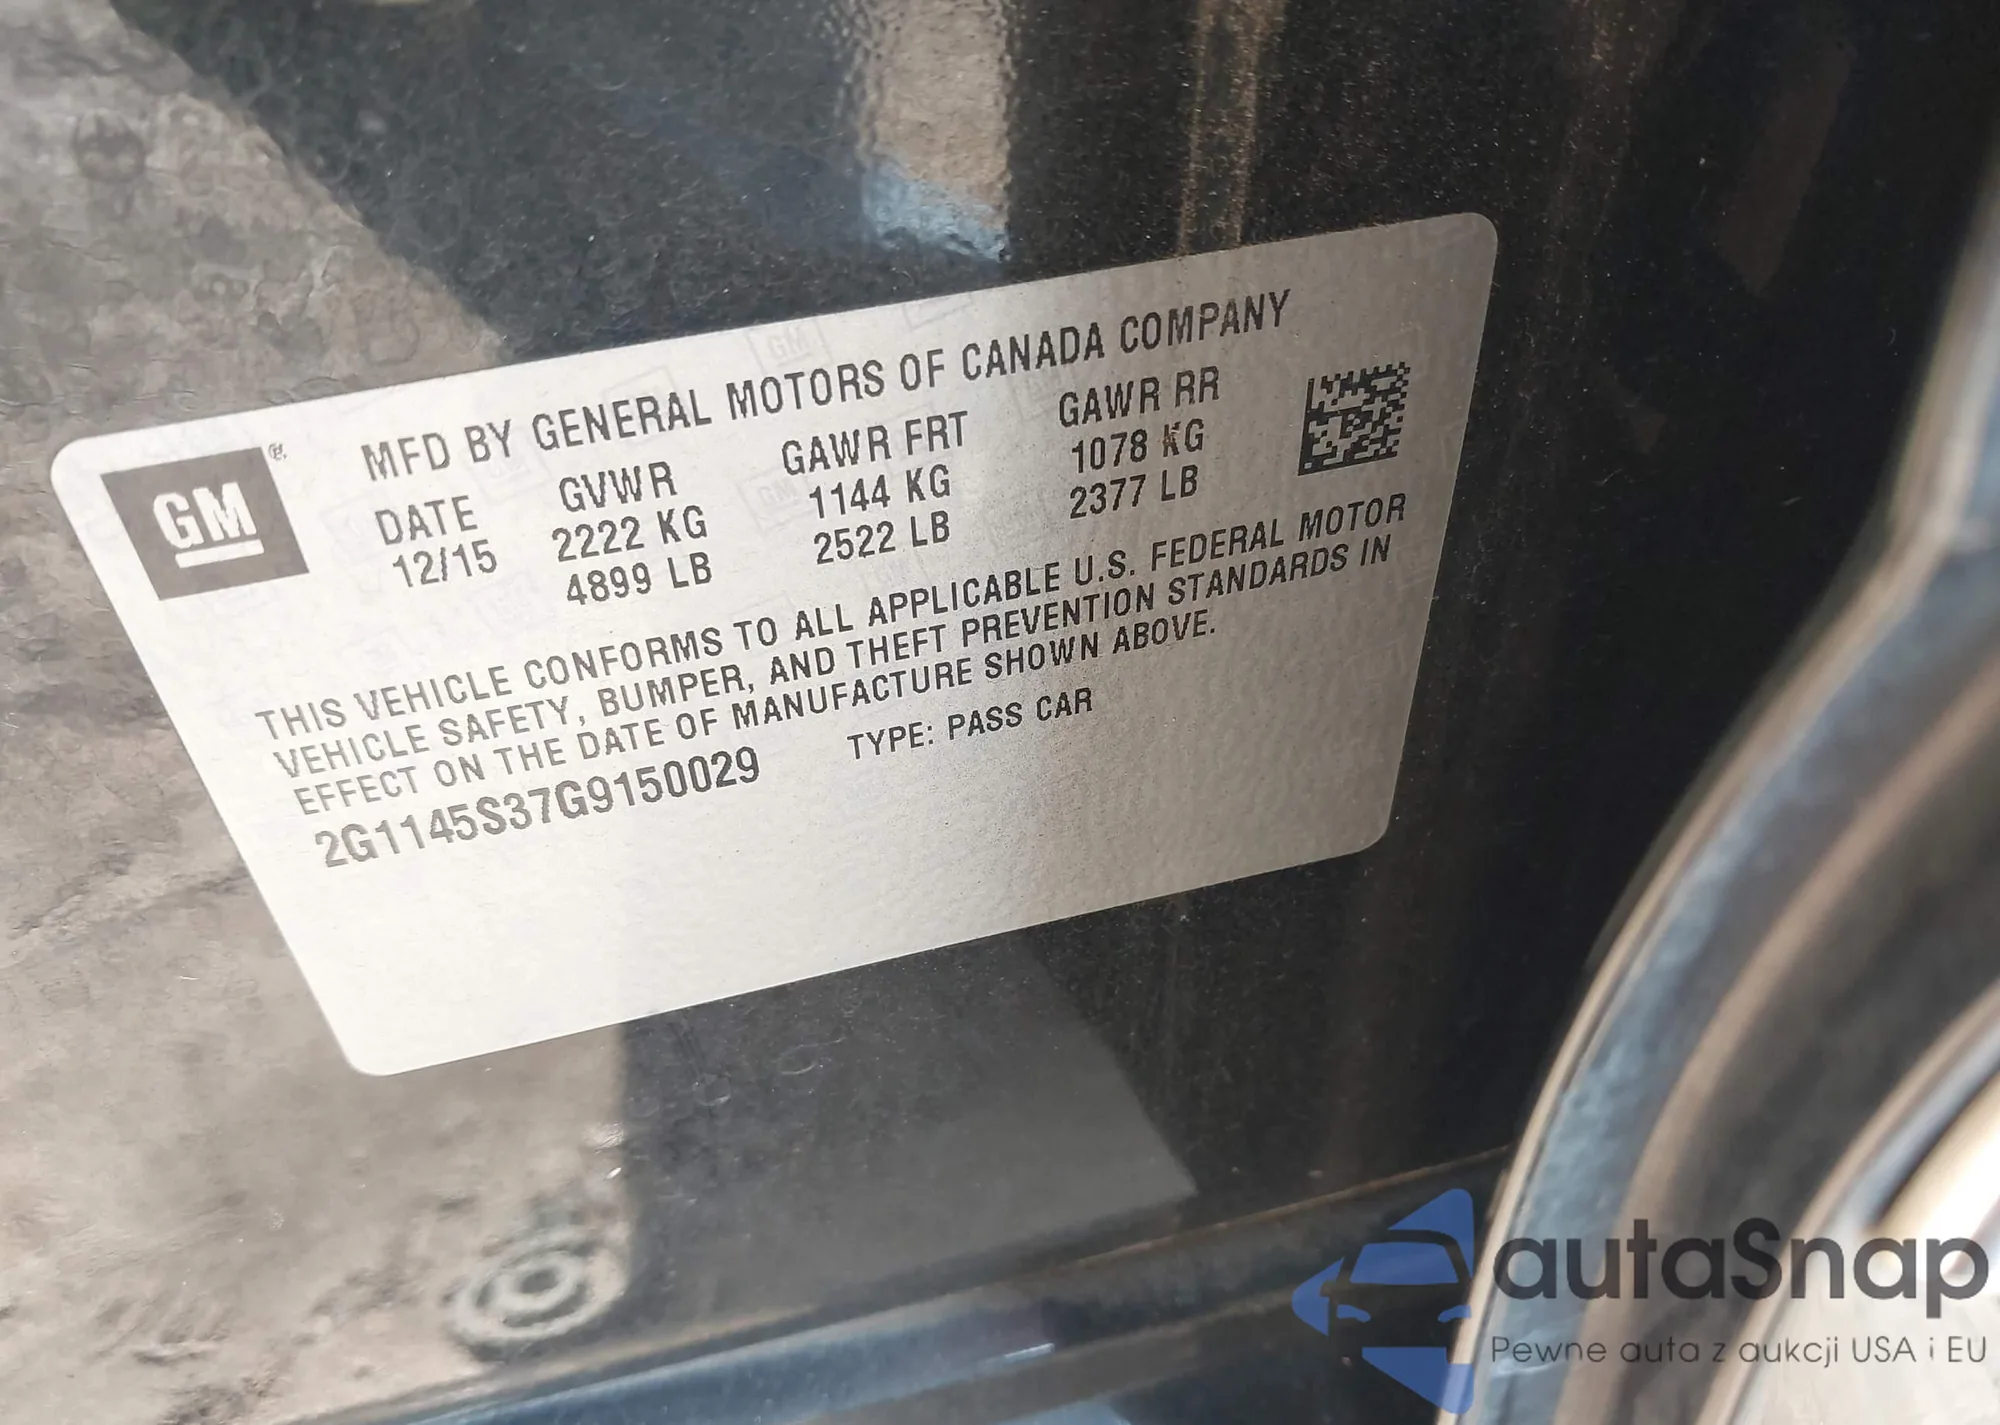 GM
MFD BY GENERAL MOTORS OF CANADA COMPANY
DATE GVWR GAWR FRT GAWR RR
12/15 2222 KG 1144 KG 1078 KG
4899 LB 2522 LB 2377 LB
THIS VEHICLE CONFORMS TO ALL APPLICABLE U.S. FEDERAL MOTOR
VEHICLE SAFETY, BUMPER, AND THEFT PREVENTION STANDARDS IN
EFFECT ON THE DATE OF MANUFACTURE SHOWN ABOVE.
2G1145S37G9150029 TYPE: PASS CAR
autaSnap
Pewne auta z aukcji USA i EU